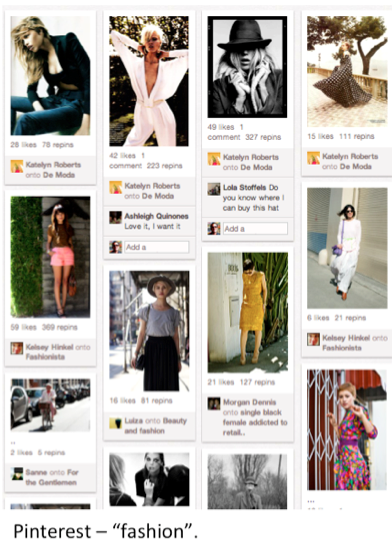 28 likes 78 repins
Katelyn Roberts
onto De Moda
59 likes 369 repins
Kelsey Hinkel onto
Fashionista
..
2 likes 5 repins
Sanne onto For
the Gentlemen
42 likes 1
comment 223 repins
Katelyn Roberts
onto De Moda
Ashleigh Quinones
Love it, I want it
Add a
16 likes 81 repins
Luiza onto Beauty
and fashion
49 likes 1
comment 327 repins
Katelyn Roberts
onto De Moda
Lola Stoffels Do
you know where I
can buy this hat
Add a
21 likes 127 repins
Morgan Dennis
onto single black
female addicted to
retail..
15 likes 111 repins
Katelyn Roberts
onto De Moda
6 likes 21 repins
Kelsey Hinkel onto
Fashionista
...
Pinterest – “fashion”.